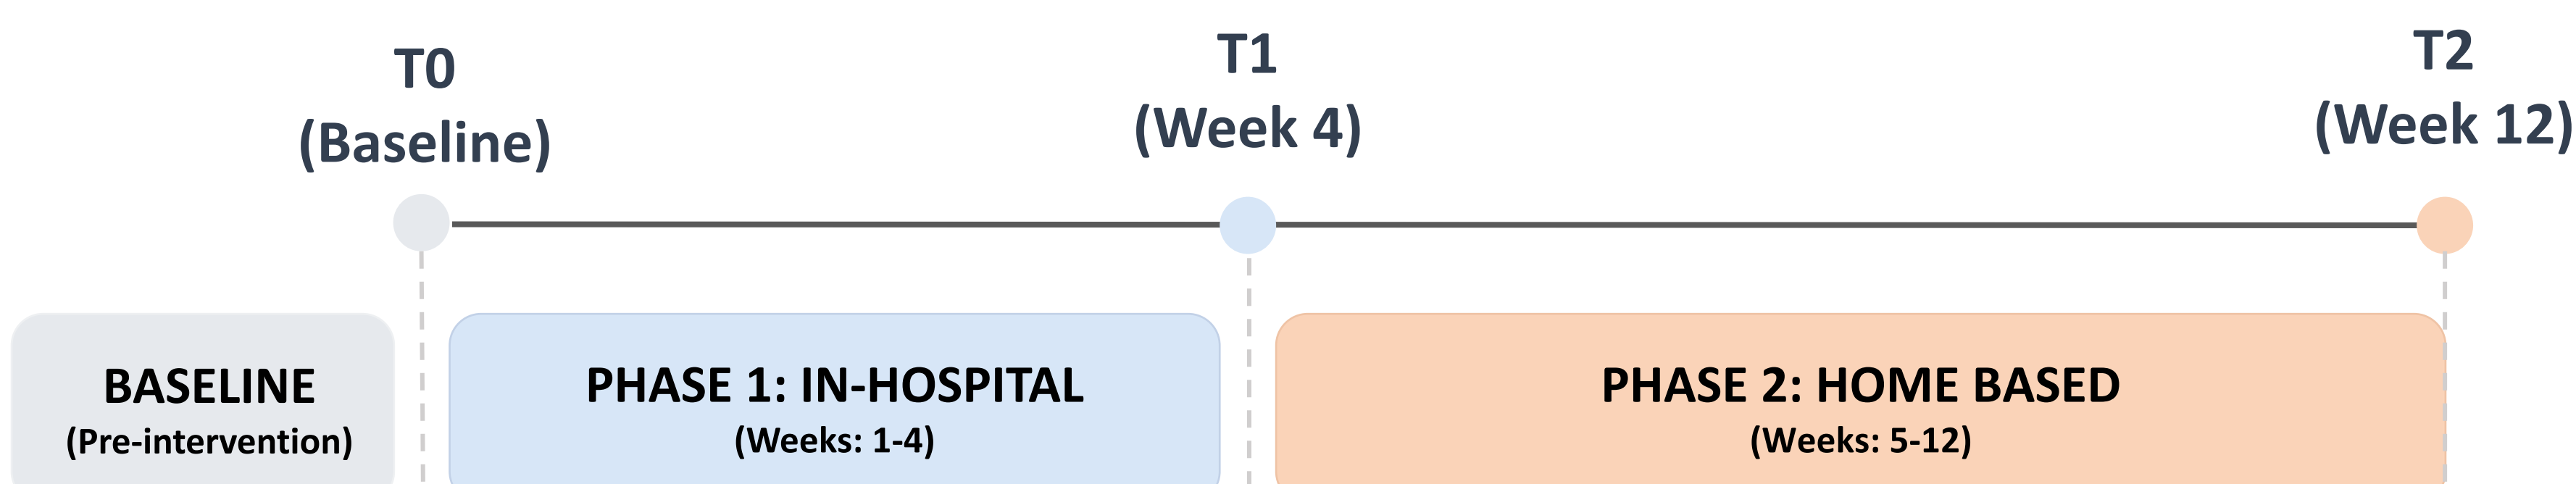 T0
(Baseline)
T1
(Week 4)
T2
(Week 12)
BASELINE
(Pre-intervention)
PHASE 1: IN-HOSPITAL
(Weeks: 1-4)
PHASE 2: HOME BASED
(Weeks: 5-12)